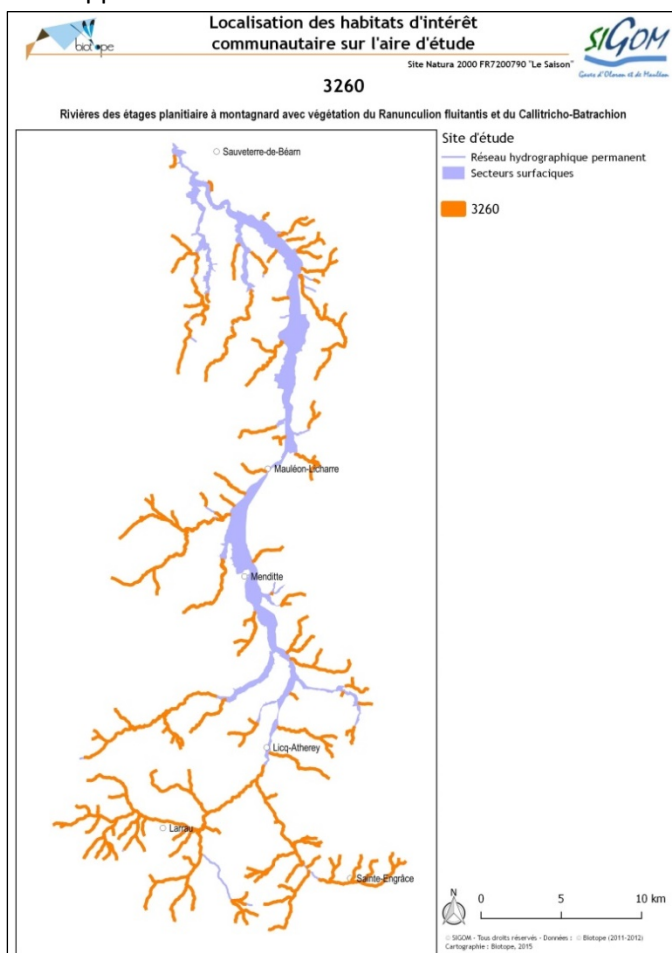 Localisation des habitats d'intérêt
communautaire sur l'aire d'étude
Site Natura 2000 FR7200790 "Le Saison"
biotope
SIGOM
Gaves d'Oloron et de Mauléon
3260
Rivières des étages planitiaire à montagnard avec végétation du Ranunculion fluitantis et du Callitricho-Batrachion
Site d'étude
Réseau hydrographique permanent
Secteurs surfaciques
3260
Sauveterre-de-Béarn
Mauléon-Licharre
Menditte
Licq-Atherey
Larrau
Sainte-Engrâce
N
0 5 10 km
© SIGOM - Tous droits réservés - Données : © Biotope (2011-2012)
Cartographie : Biotope, 2015